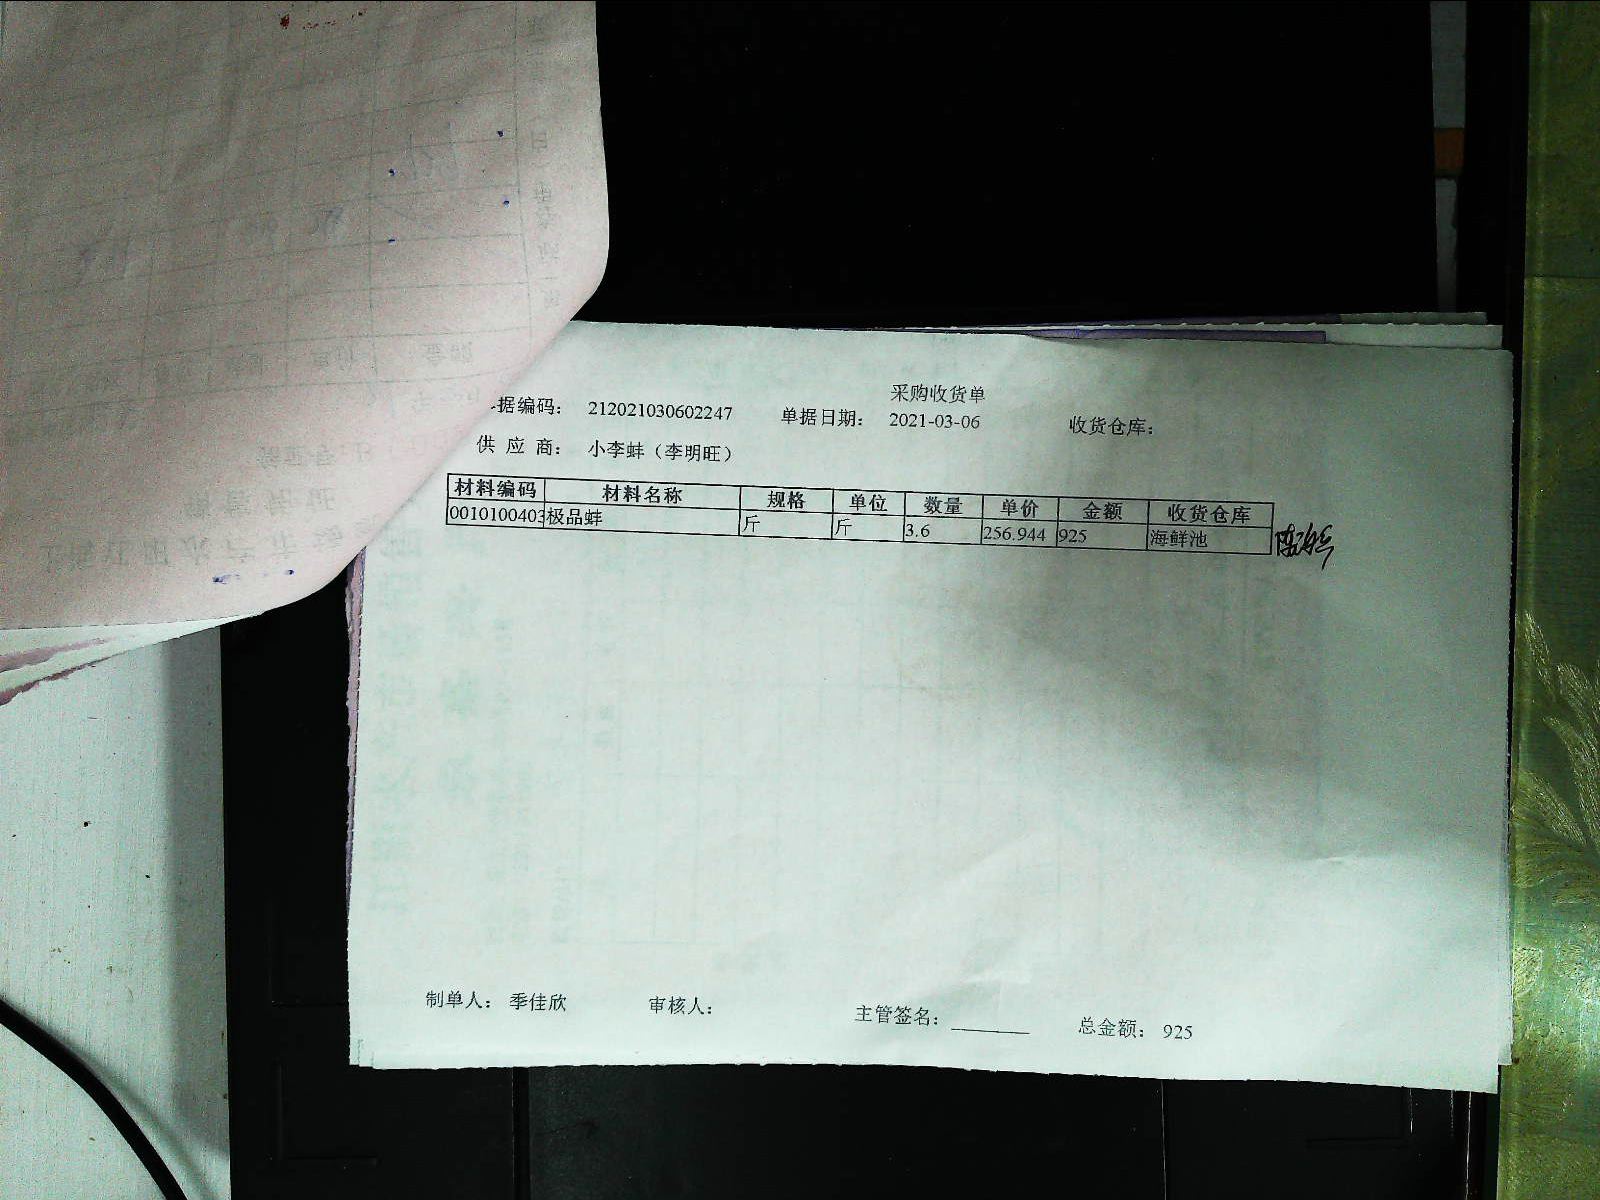 采购收货单
据编码： 212021030602247 单据日期： 2021-03-06 收货仓库：
供 应 商： 小李蚌（李明旺）
材料编码 材料名称 规格 单位 数量 单价 金额 收货仓库
0010100403 极品蚌 斤 斤 3.6 256.944 925 海鲜池
制单人： 季佳欣 审核人： 主管签名： 总金额： 925